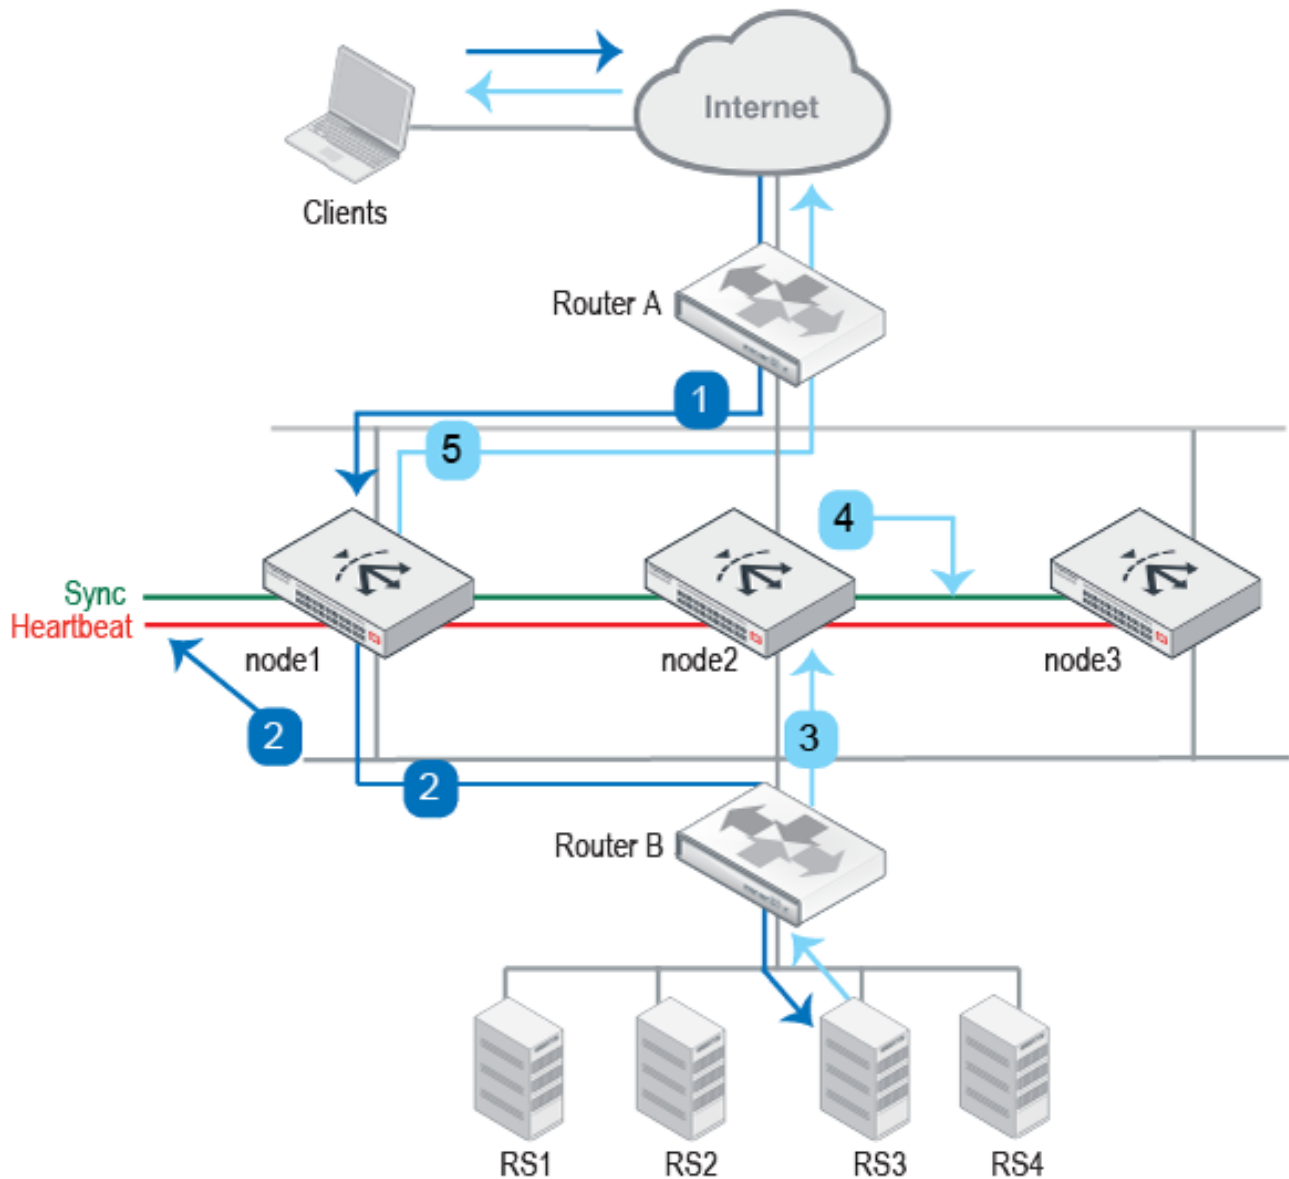 Internet
Clients
Router A
1
5
4
Sync
Heartbeat
node1
node2
node3
2
3
2
Router B
RS1
RS2
RS3
RS4